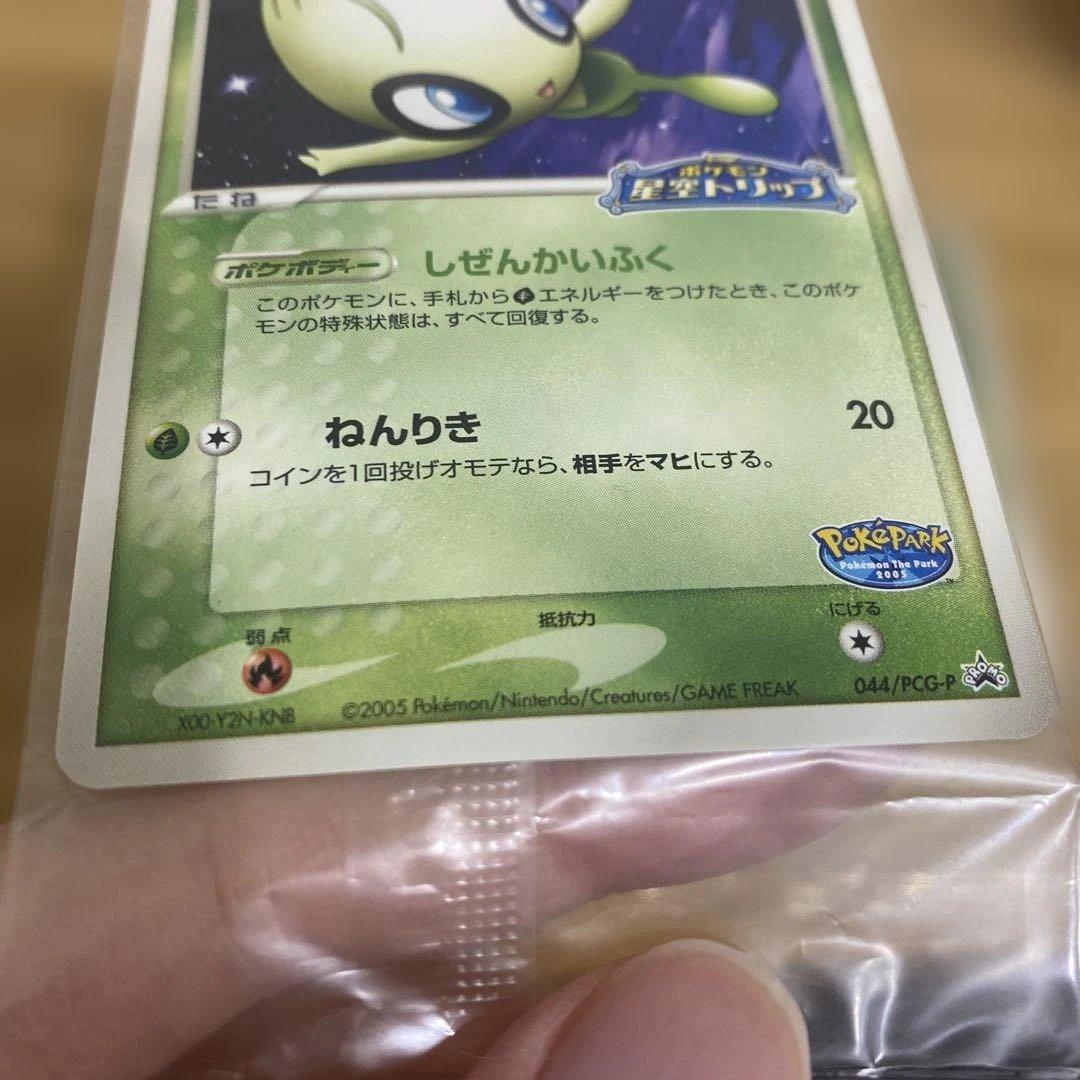 ポケモン
星空トリップ
たね
ポケボディー しぜんかいふく
このポケモンに、手札からエネルギーをつけたとき、このポケ
モンの特殊状態は、すべて回復する。
ねんりき 20
コインを1回投げオモテなら、相手をマヒにする。
POKÉPARK
Pokémon The Park
2005
™
弱点 抵抗力 にげる
X00-Y2N-KNB ©2005 Pokémon/Nintendo/Creatures/GAME FREAK 044/PCG-P PROMO